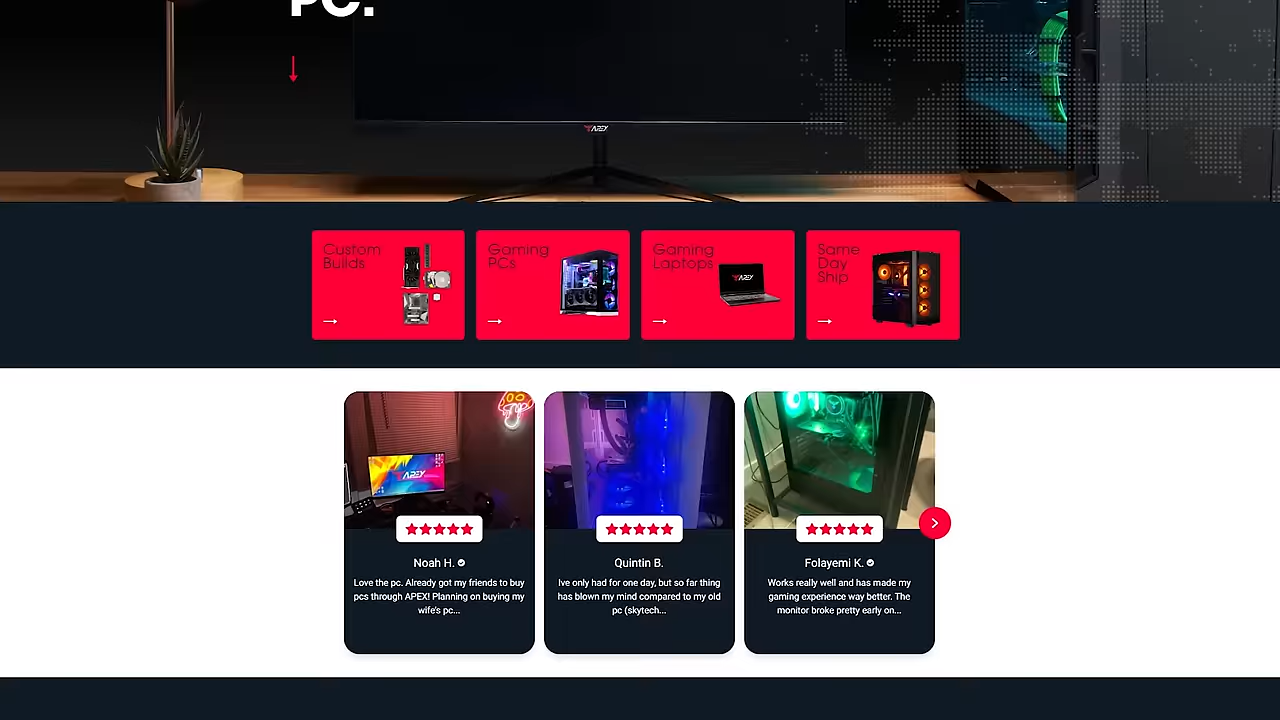 PC.
APEX
Custom
Builds
Gaming
PCs
Gaming
Laptops
APEX
Same
Day
Ship
APEX
Noah H.
Love the pc. Already got my friends to buy
pcs through APEX! Planning on buying my
wife's pc...
Quintin B.
Ive only had for one day, but so far thing
has blown my mind compared to my old
pc (skytech...
Folayemi K.
Works really well and has made my
gaming experience way better. The
monitor broke pretty early on...